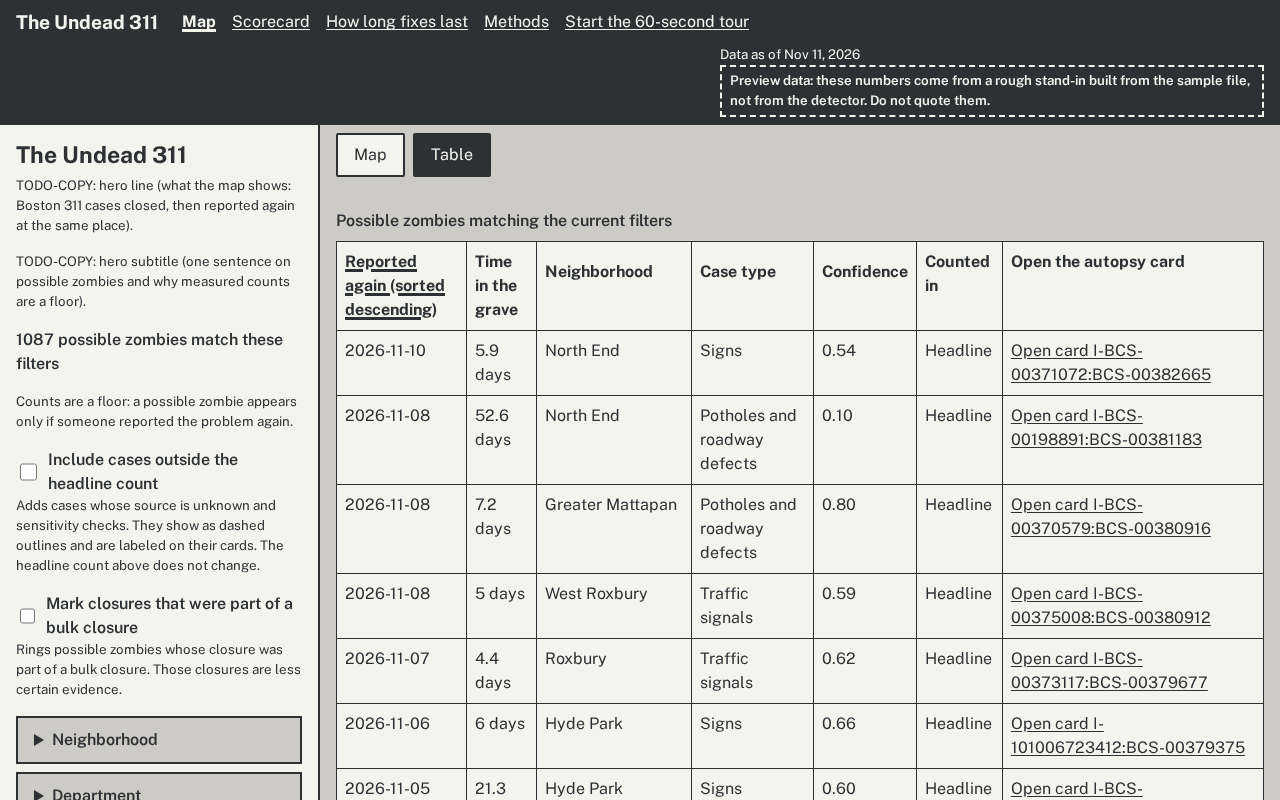 The Undead 311 Map Scorecard How long fixes last Methods Start the 60-second tour
Data as of Nov 11, 2026
Preview data: these numbers come from a rough stand-in built from the sample file,
not from the detector. Do not quote them.
The Undead 311
TODO-COPY: hero line (what the map shows:
Boston 311 cases closed, then reported again
at the same place).
TODO-COPY: hero subtitle (one sentence on
possible zombies and why measured counts
are a floor).
1087 possible zombies match these
filters
Counts are a floor: a possible zombie appears
only if someone reported the problem again.
Include cases outside the
headline count
Adds cases whose source is unknown and
sensitivity checks. They show as dashed
outlines and are labeled on their cards. The
headline count above does not change.
Mark closures that were part of a
bulk closure
Rings possible zombies whose closure was
part of a bulk closure. Those closures are less
certain evidence.
Neighborhood
Department
Map Table
Possible zombies matching the current filters
Reported
again (sorted
descending)
Time
in the
grave
Neighborhood
Case type
Confidence
Counted
in
Open the autopsy card
2026-11-10
5.9
days
North End
Signs
0.54
Headline
Open card I-BCS-
00371072:BCS-00382665
2026-11-08
52.6
days
North End
Potholes and
roadway
defects
0.10
Headline
Open card I-BCS-
00198891:BCS-00381183
2026-11-08
7.2
days
Greater Mattapan
Potholes and
roadway
defects
0.80
Headline
Open card I-BCS-
00370579:BCS-00380916
2026-11-08
5 days
West Roxbury
Traffic
signals
0.59
Headline
Open card I-BCS-
00375008:BCS-00380912
2026-11-07
4.4
days
Roxbury
Traffic
signals
0.62
Headline
Open card I-BCS-
00373117:BCS-00379677
2026-11-06
6 days
Hyde Park
Signs
0.66
Headline
Open card I-
101006723412:BCS-00379375
2026-11-05
21.3
Hyde Park
Signs
0.60
Headline
Open card I-BCS-